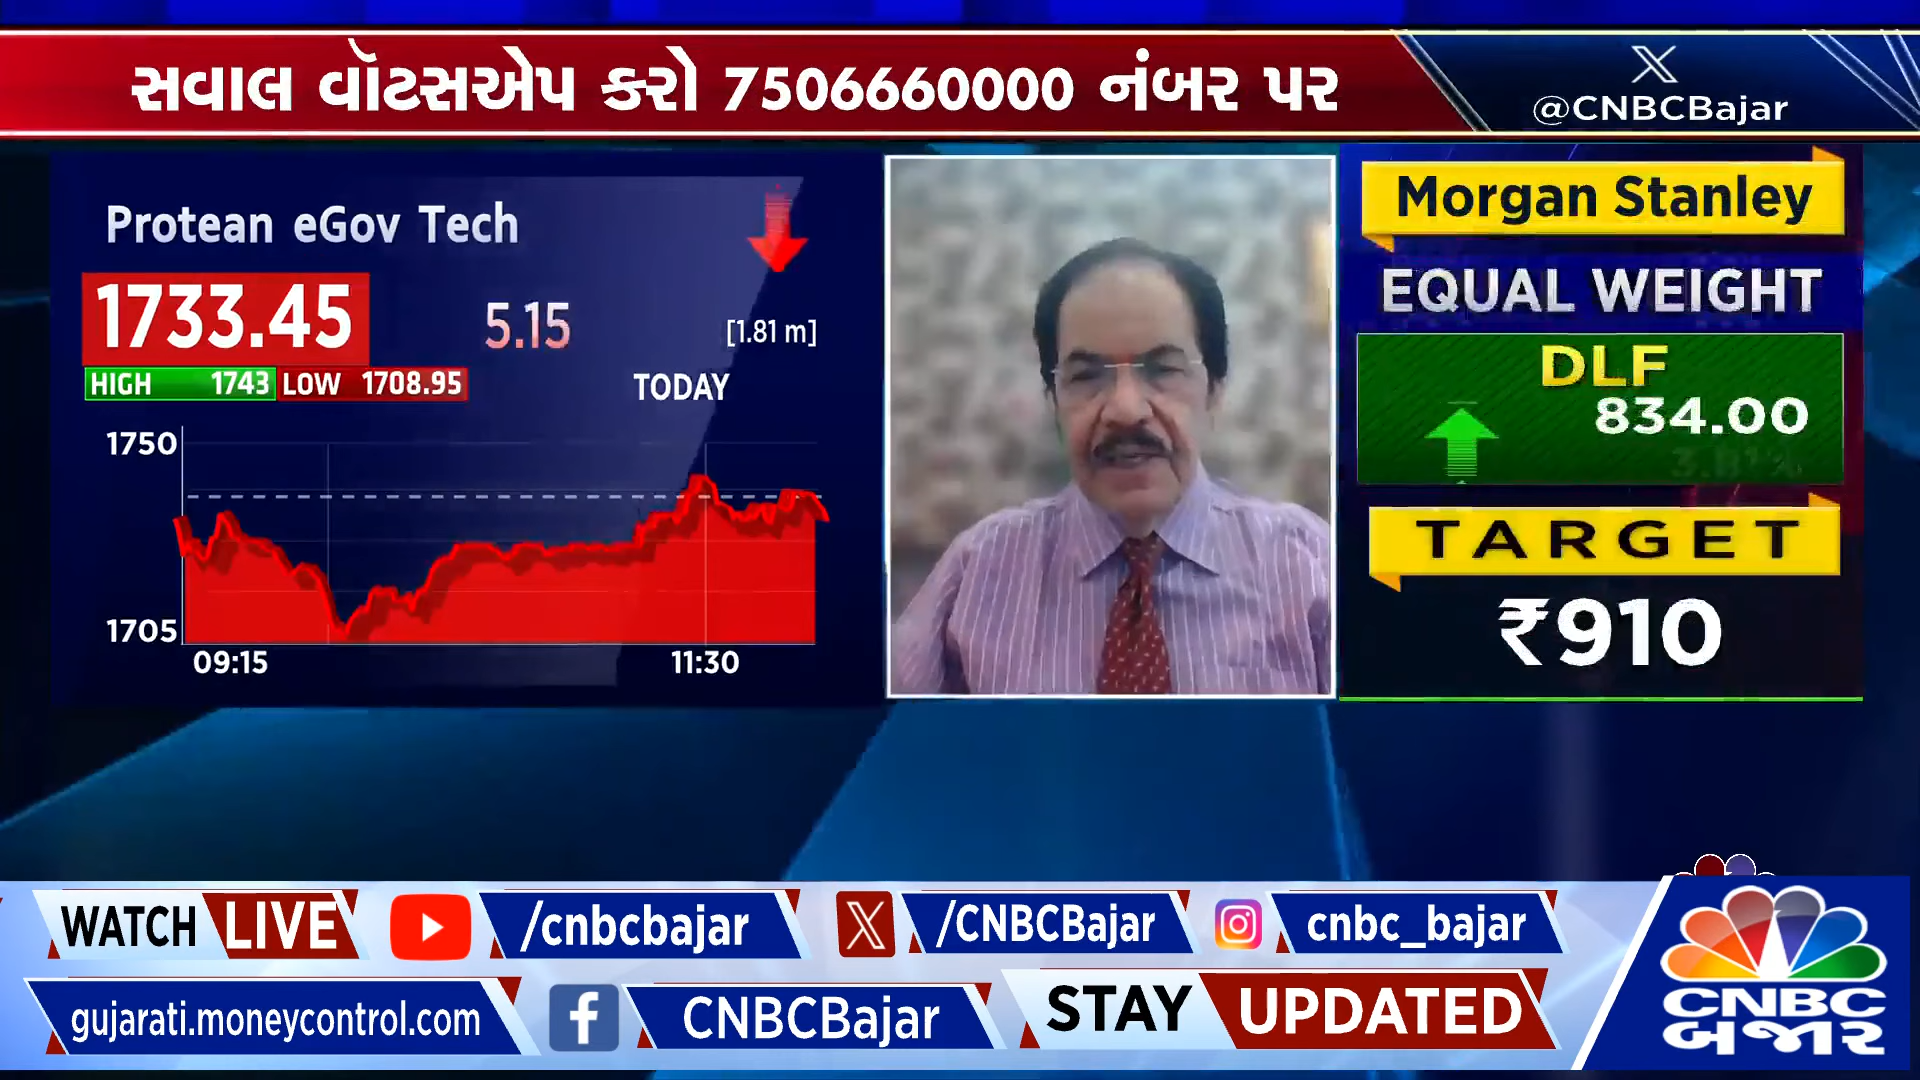 સવાલ વૉટસએપ કરો 7506660000 નંબર પર
@CNBCBajar
Protean eGov Tech
1733.45
5.15
[1.81 m]
HIGH 1743 LOW 1708.95
TODAY
1750
1705
09:15 11:30
Morgan Stanley
EQUAL WEIGHT
DLF
834.00
TARGET
₹910
WATCH LIVE
/cnbcbajar
/CNBCBajar
cnbc_bajar
gujarati.moneycontrol.com
CNBCBajar
STAY UPDATED
CNBC
બજાર